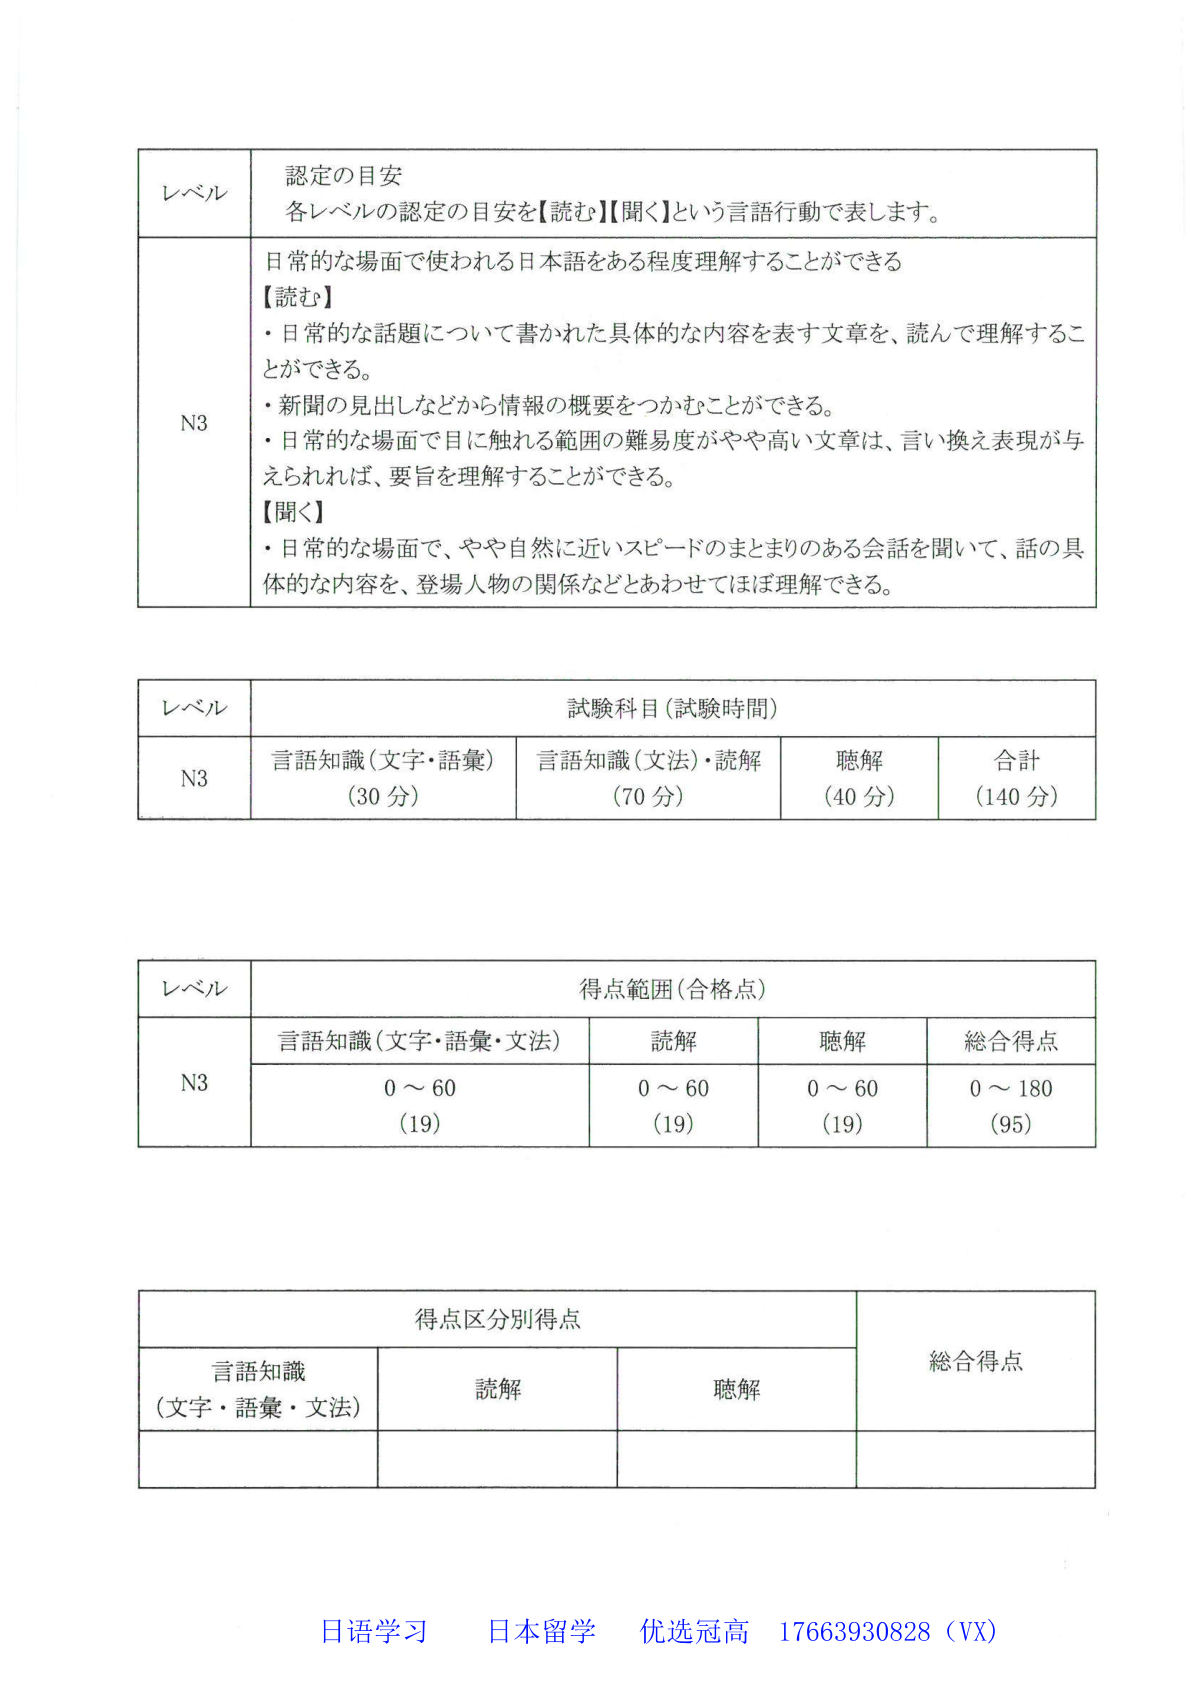 レベル
認定の目安
各レベルの認定の目安を【読む】【聞く】という言語行動で表します。
N3
日常的な場面で使われる日本語をある程度理解することができる
【読む】
・日常的な話題について書かれた具体的な内容を表す文章を、読んで理解するこ
とができる。
・新聞の見出しなどから情報の概要をつかむことができる。
・日常的な場面で目に触れる範囲の難易度がやや高い文章は、言い換え表現が与
えられれば、要旨を理解することができる。
【聞く】
・日常的な場面で、やや自然に近いスピードのまとまりのある会話を聞いて、話の具
体的な内容を、登場人物の関係などとあわせてほぼ理解できる。
レベル 試験科目(試験時間)
N3
言語知識(文字・語彙) 言語知識(文法)・読解 聴解 合計
(30 分) (70 分) (40 分) (140 分)
レベル 得点範囲(合格点)
N3
言語知識(文字・語彙・文法) 読解 聴解 総合得点
0 ～ 60 0 ～ 60 0 ～ 60 0 ～ 180
(19) (19) (19) (95)
得点区分別得点
総合得点
言語知識
(文字・語彙・文法)
読解
聴解
日语学习 日本留学 优选冠高 17663930828（VX)